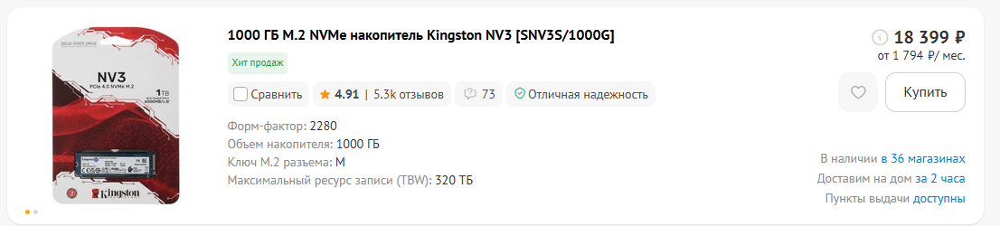 1000 ГБ M.2 NVMe накопитель Kingston NV3 [SNV3S/1000G]
Хит продаж
Сравнить
4.91 | 5.3k отзывов
73
Отличная надежность
Форм-фактор: 2280
Объем накопителя: 1000 ГБ
Ключ M.2 разъема: M
Максимальный ресурс записи (TBW): 320 ТБ
18 399 ₽
от 1 794 ₽/ мес.
Купить
В наличии в 36 магазинах
Доставим на дом за 2 часа
Пункты выдачи доступны
SOLID-STATE DRIVE
NV3
PCIe 4.0 NVMe M.2
1TB
Kingston